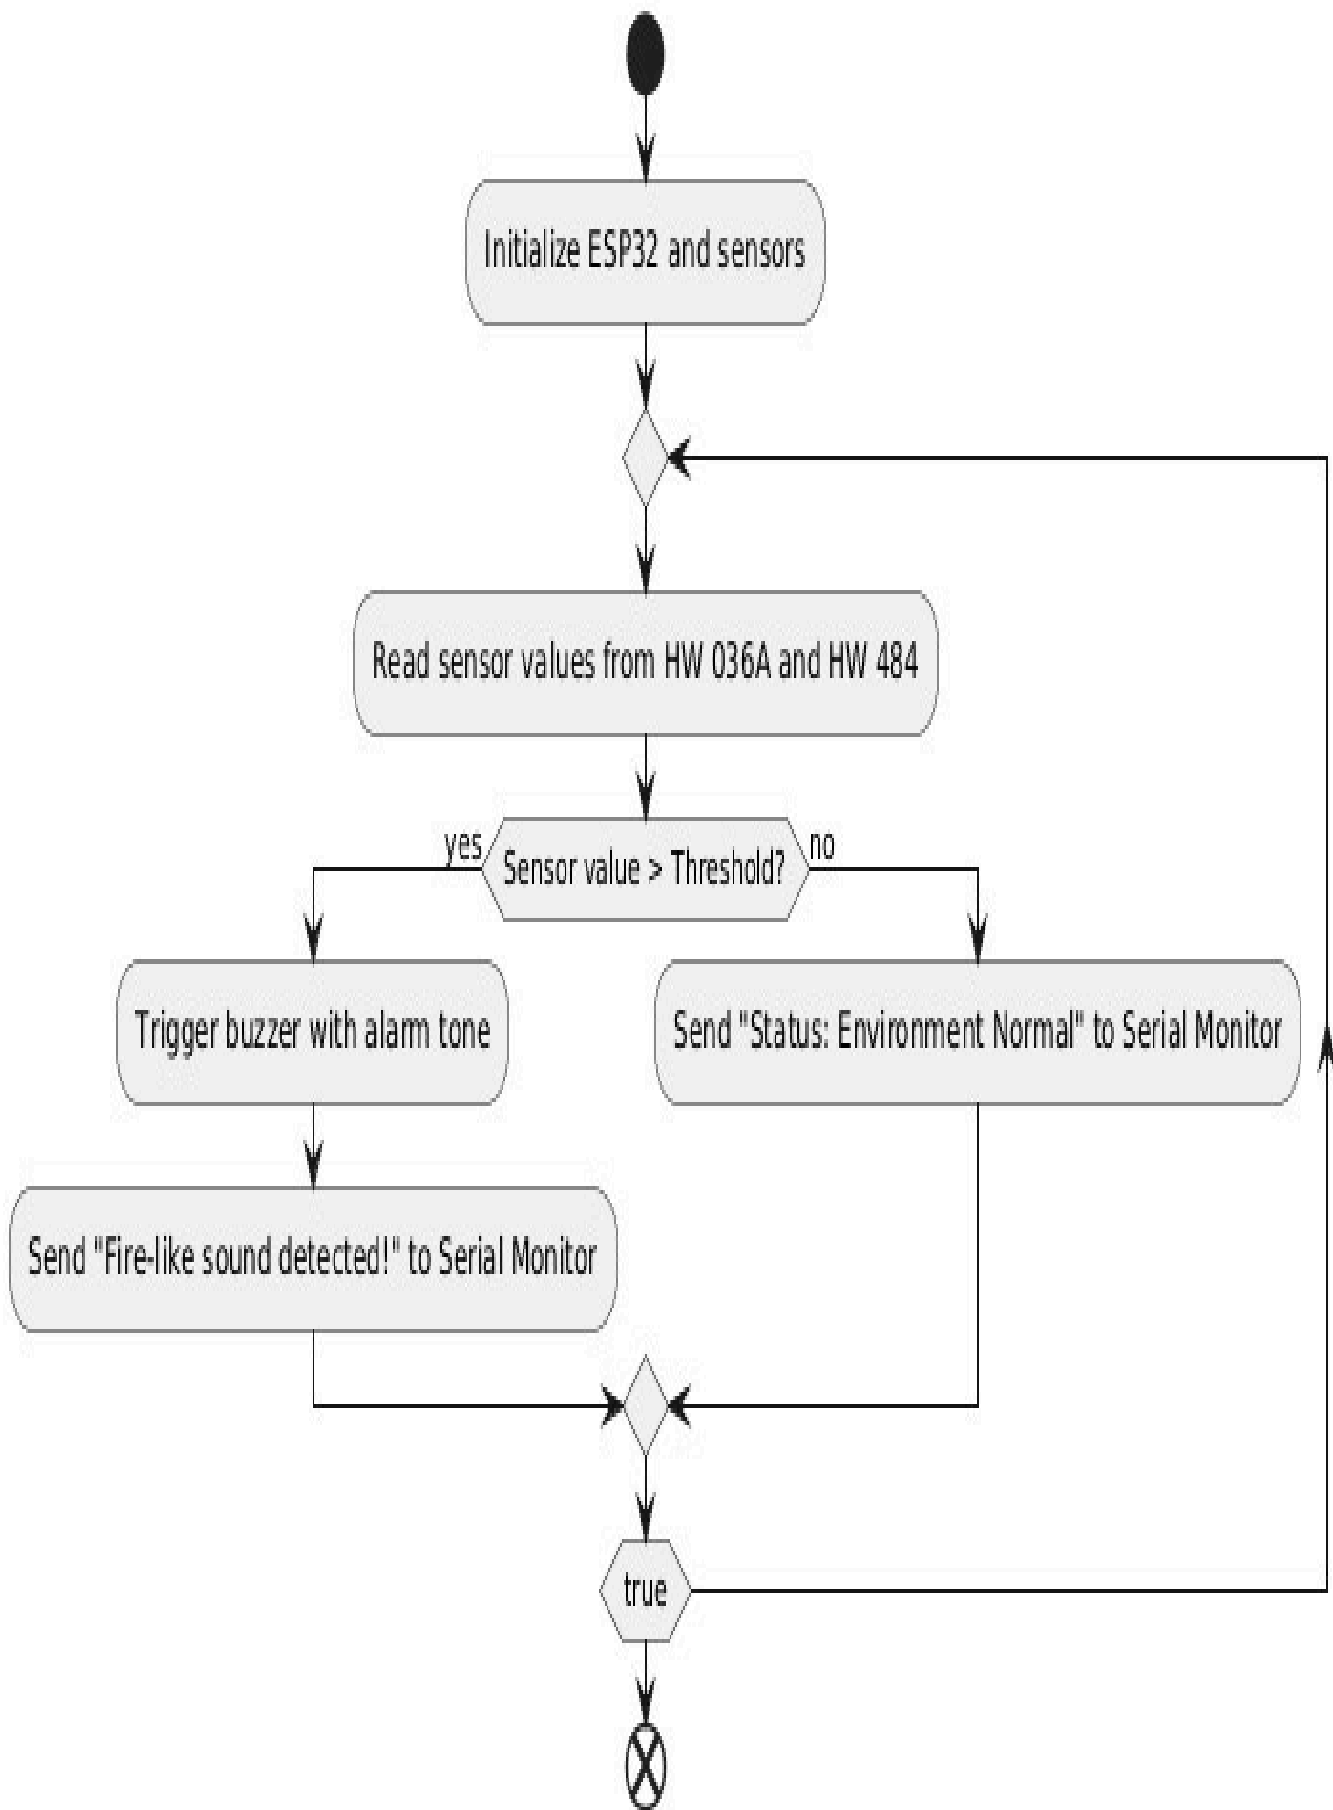 Initialize ESP32 and sensors
Read sensor values from HW 036A and HW 484
yes
Sensor value > Threshold?
no
Trigger buzzer with alarm tone
Send "Status: Environment Normal" to Serial Monitor
Send "Fire-like sound detected!" to Serial Monitor
true